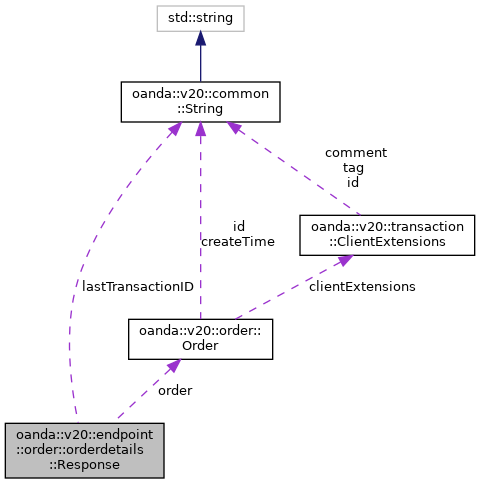 std::string
oanda::v20::common
::String
comment
tag
id
oanda::v20::transaction
::ClientExtensions
id
createTime
lastTransactionID
clientExtensions
oanda::v20::order::
Order
order
oanda::v20::endpoint
::order::orderdetails
::Response